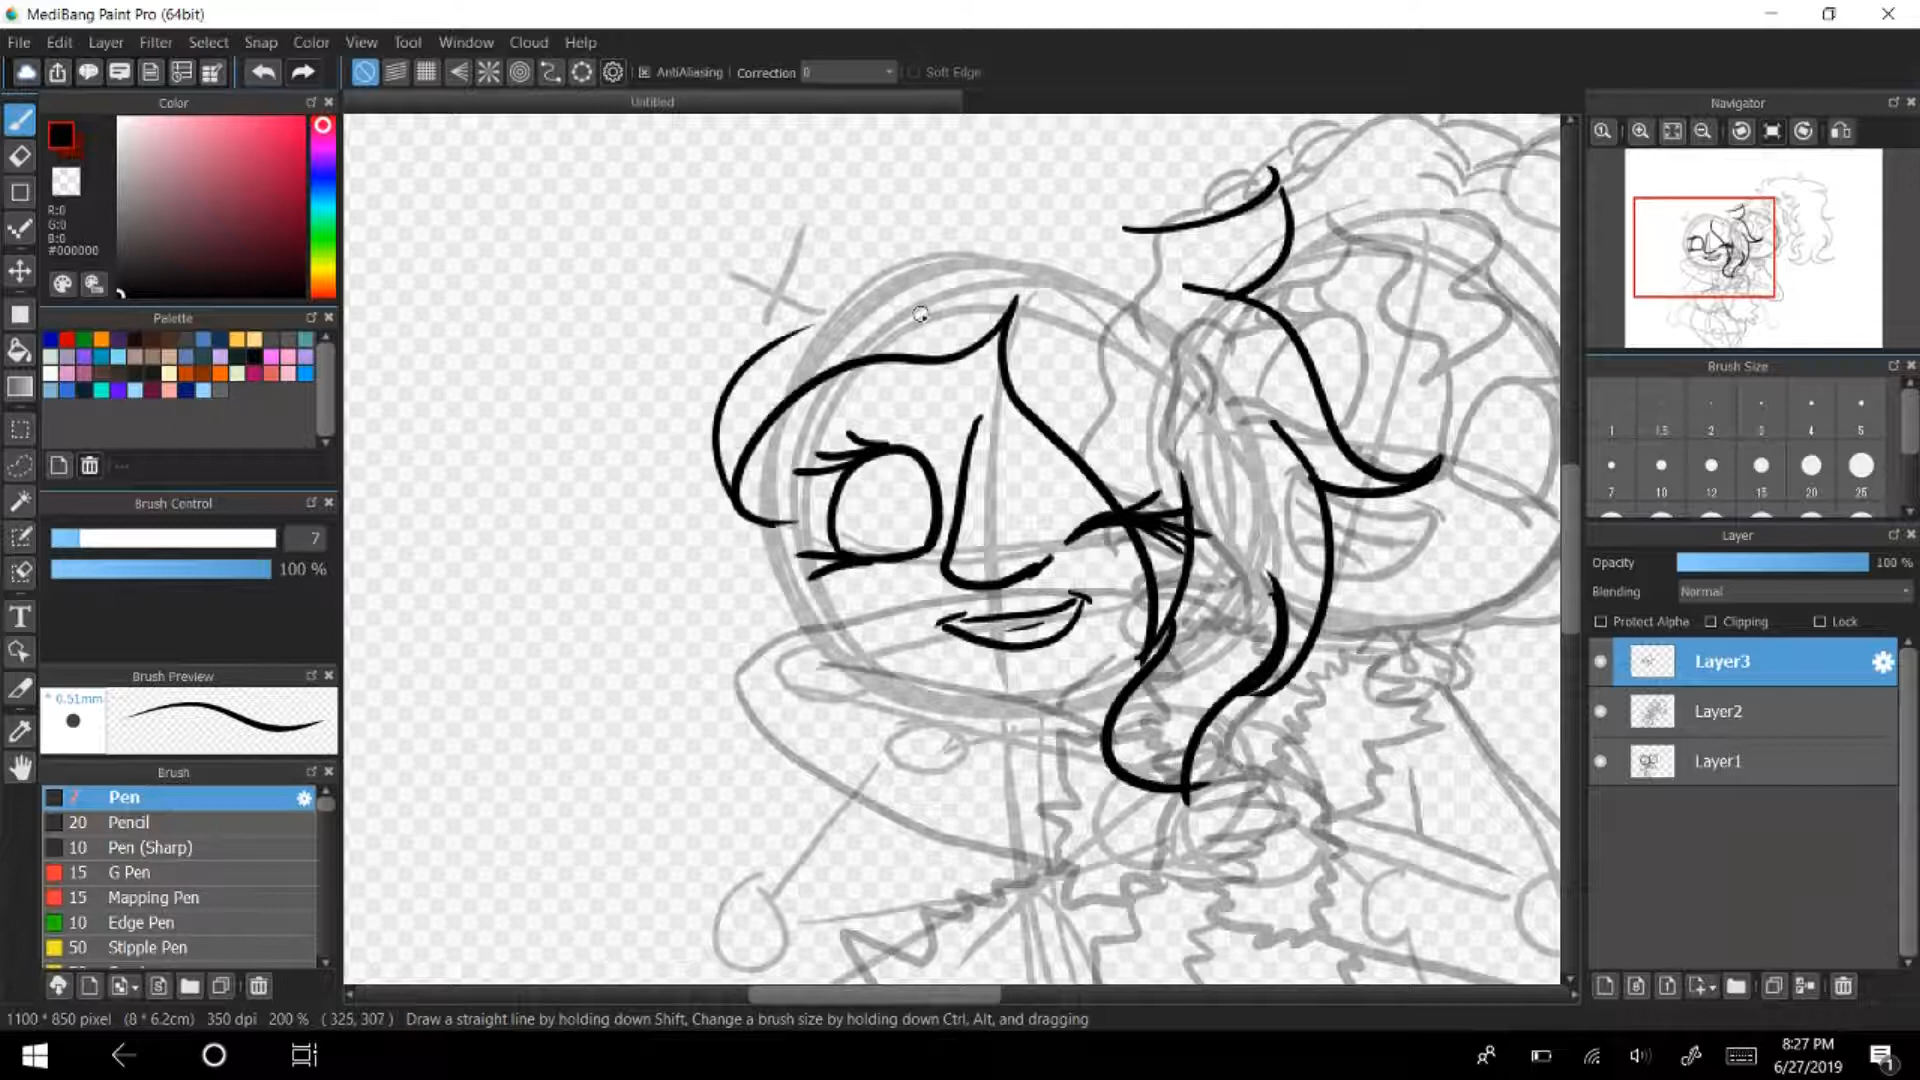 MediBang Paint Pro (64bit)
File Edit Layer Filter Select Snap Color View Tool Window Cloud Help
AntiAliasing Correction 0 Soft Edge
Color
Untitled
Navigator
R:0
G:0
B:0
#000000
Palette
Brush Size
1 1.5 2 3 4 5
7 10 12 15 20 25
Brush Control
7
100 %
Layer
Opacity 100 %
Blending Normal
Protect Alpha Clipping Lock
Layer3
Layer2
Layer1
Brush Preview
* 0.51mm
Brush
7 Pen
20 Pencil
10 Pen (Sharp)
15 G Pen
15 Mapping Pen
10 Edge Pen
50 Stipple Pen
1100 * 850 pixel (8 * 6.2cm) 350 dpi 200 % ( 325, 307 ) Draw a straight line by holding down Shift, Change a brush size by holding down Ctrl, Alt, and dragging
8:27 PM
6/27/2019
1